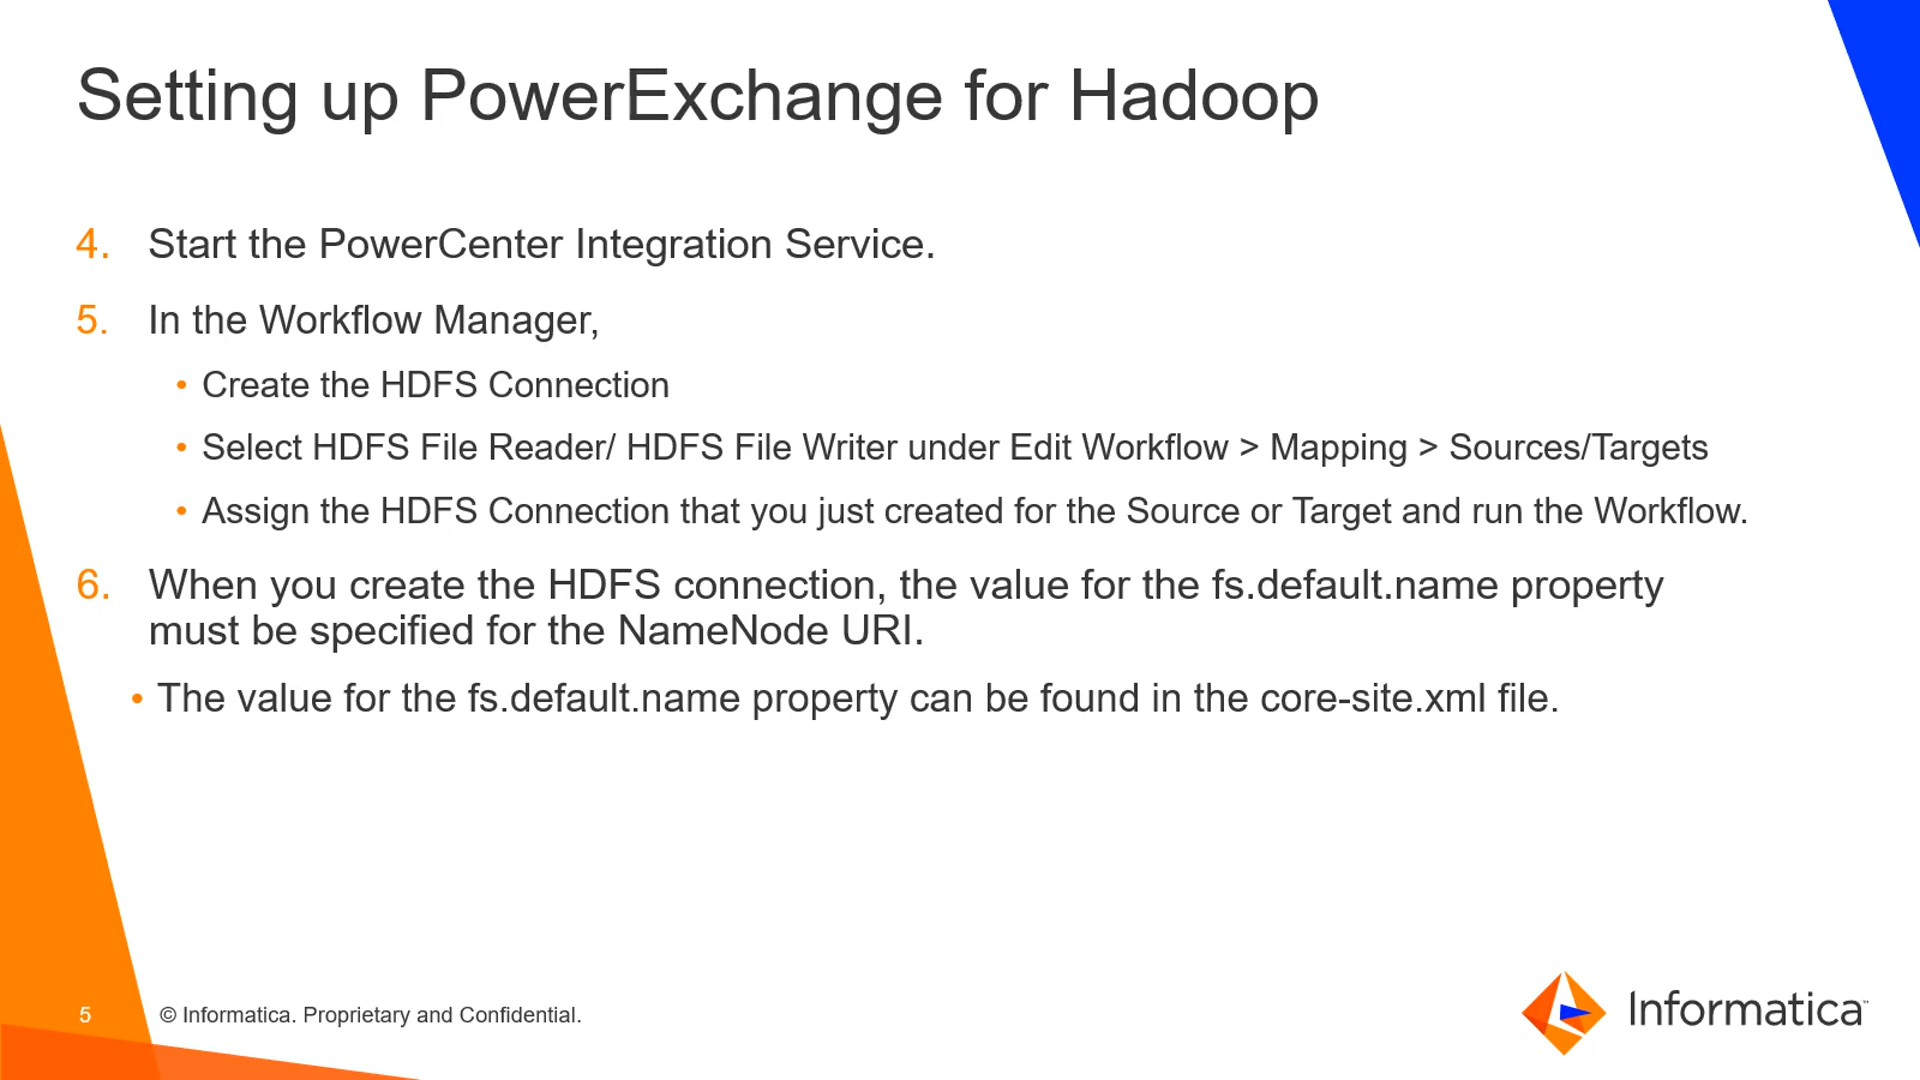 Setting up PowerExchange for Hadoop
4. Start the PowerCenter Integration Service.
5. In the Workflow Manager,
• Create the HDFS Connection
• Select HDFS File Reader/ HDFS File Writer under Edit Workflow > Mapping > Sources/Targets
• Assign the HDFS Connection that you just created for the Source or Target and run the Workflow.
6. When you create the HDFS connection, the value for the fs.default.name property
must be specified for the NameNode URI.
• The value for the fs.default.name property can be found in the core-site.xml file.
5 © Informatica. Proprietary and Confidential.
Informatica™